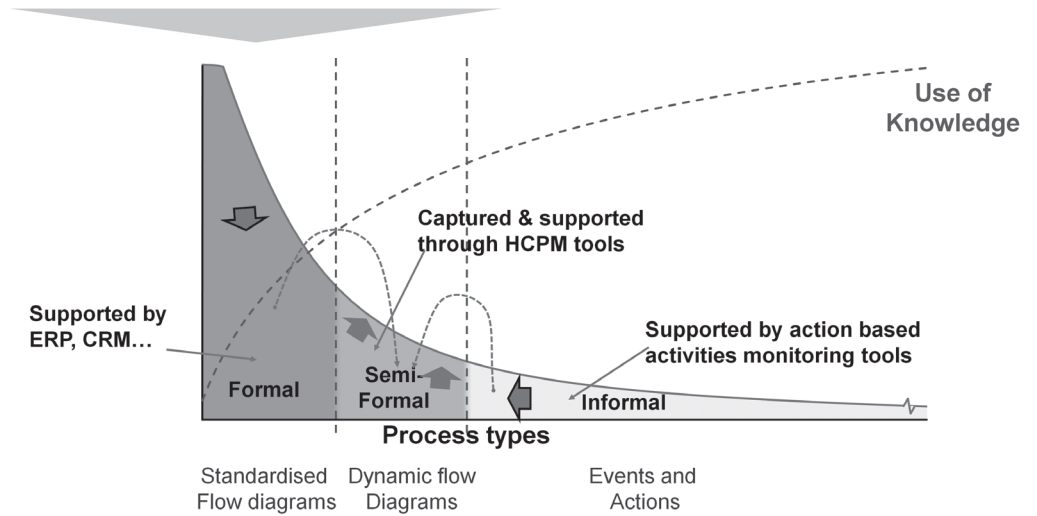 Use of
Knowledge
Captured & supported
through HCPM tools
Supported by
ERP, CRM...
Supported by action based
activities monitoring tools
Formal
Semi-
Formal
Informal
Process types
Standardised
Flow diagrams
Dynamic flow
Diagrams
Events and
Actions